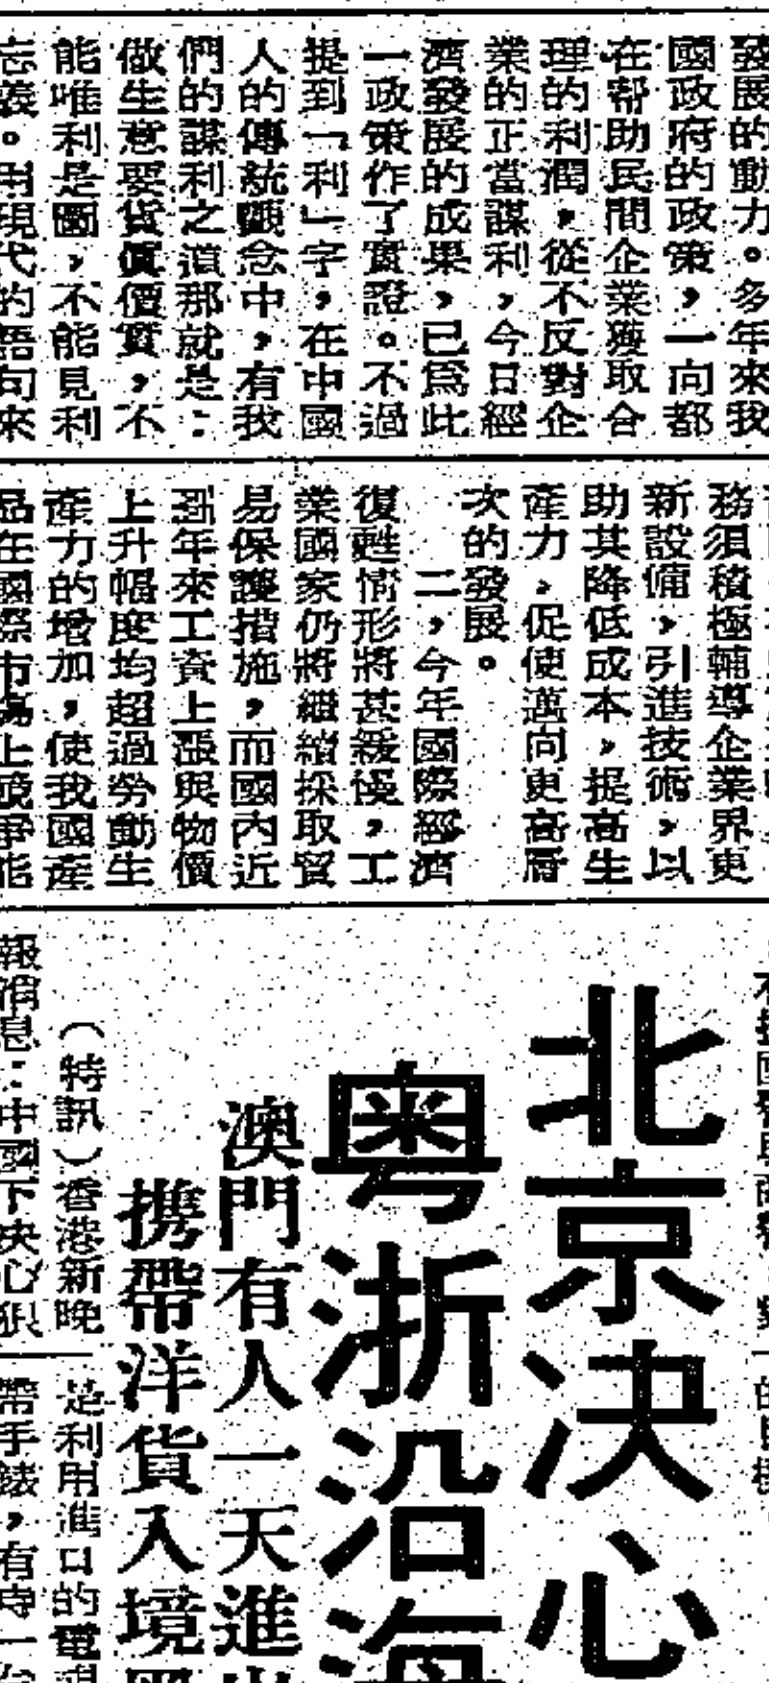 發展的動力。多年來我
國政府的政策，一向都
在幫助民間企業獲取合
理的利潤，從不反對企
業的正當謀利，今日經
濟發展的成果，已爲此
一政策作了實證。不過
提到「利」字，在中國
人的傳統觀念中，有我
們的謀利之道那就是：
做生意要貨眞價實，不
能唯利是圖，不能見利
忘義。用現代的語句來
務須積極輔導企業界更
新設備，引進技術，以
助其降低成本，提高生
產力，促使邁向更高層
次的發展。
二，今年國際經濟
復甦情形將甚緩慢，工
業國家仍將繼續採取貿
易保護措施，而國內近
到年來工資上漲與物價
上升幅度均超過勞動生
產力的增加，使我國產
品在國際市場上競爭能
北京決心
粵浙沿海
澳門有人一天進出
攜帶洋貨入境
（特訊）香港新晚
報消息：中國下決心狠
是利用進口的電視
帶手錶，有時一